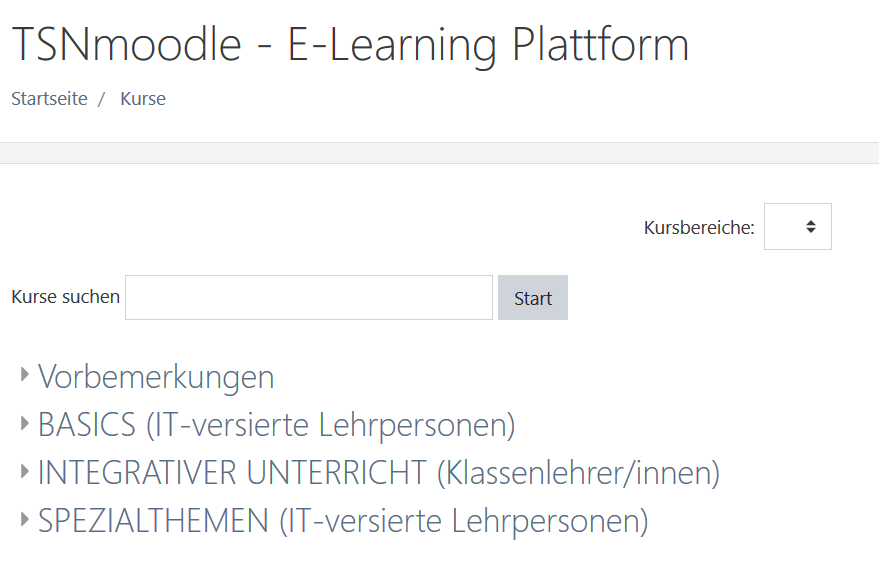 TSNmoodle - E-Learning Plattform
Startseite / Kurse
Kursbereiche:
Kurse suchen Start
Vorbemerkungen
BASICS (IT-versierte Lehrpersonen)
INTEGRATIVER UNTERRICHT (Klassenlehrer/innen)
SPEZIALTHEMEN (IT-versierte Lehrpersonen)